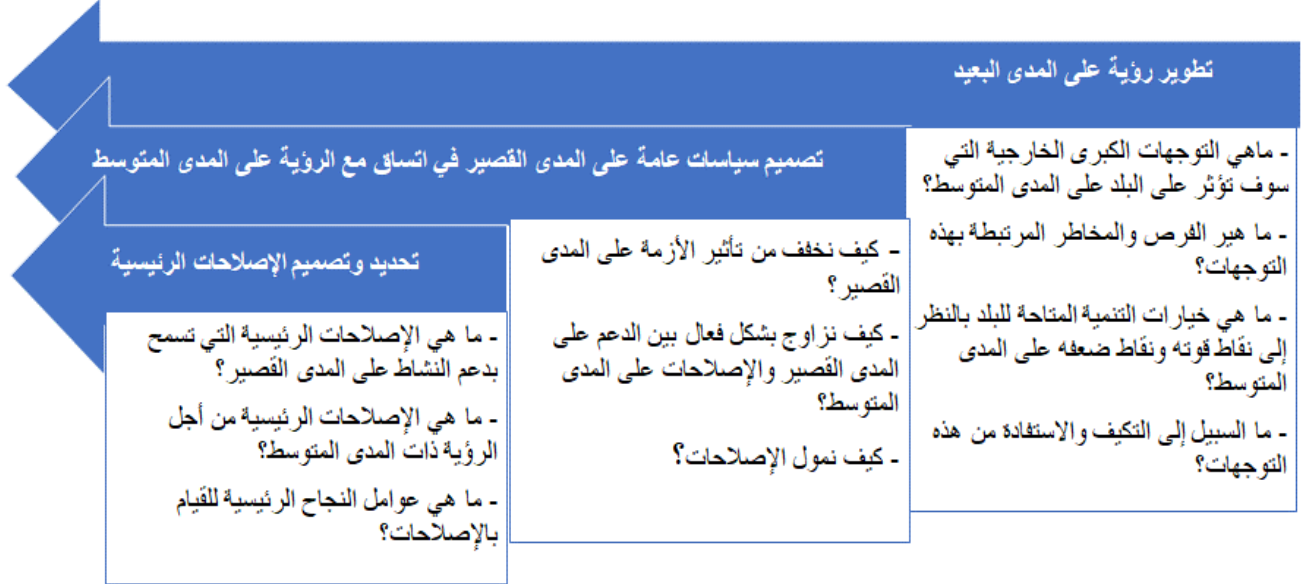 تطوير رؤية على المدى البعيد
- ماهي التوجهات الكبرى الخارجية التي
سوف تؤثر على البلد على المدى المتوسط؟
- ما هير الفرص والمخاطر المرتبطة بهذه
التوجهات؟
- ما هي خيارات التنمية المتاحة للبلد بالنظر
إلى نقاط قوته ونقاط ضعفه على المدى
المتوسط؟
- ما السبيل إلى التكيف والاستفادة من هذه
التوجهات؟
تصميم سياسات عامة على المدى القصير في اتساق مع الرؤية على المدى المتوسط
- كيف نخفف من تأثير الأزمة على المدى
القصير؟
- كيف نزاوج بشكل فعال بين الدعم على
المدى القصير والإصلاحات على المدى
المتوسط؟
- كيف نمول الإصلاحات؟
تحديد وتصميم الإصلاحات الرئيسية
- ما هي الإصلاحات الرئيسية التي تسمح
بدعم النشاط على المدى القصير؟
- ما هي الإصلاحات الرئيسية من أجل
الرؤية ذات المدى المتوسط؟
- ما هي عوامل النجاح الرئيسية للقيام
بالإصلاحات؟